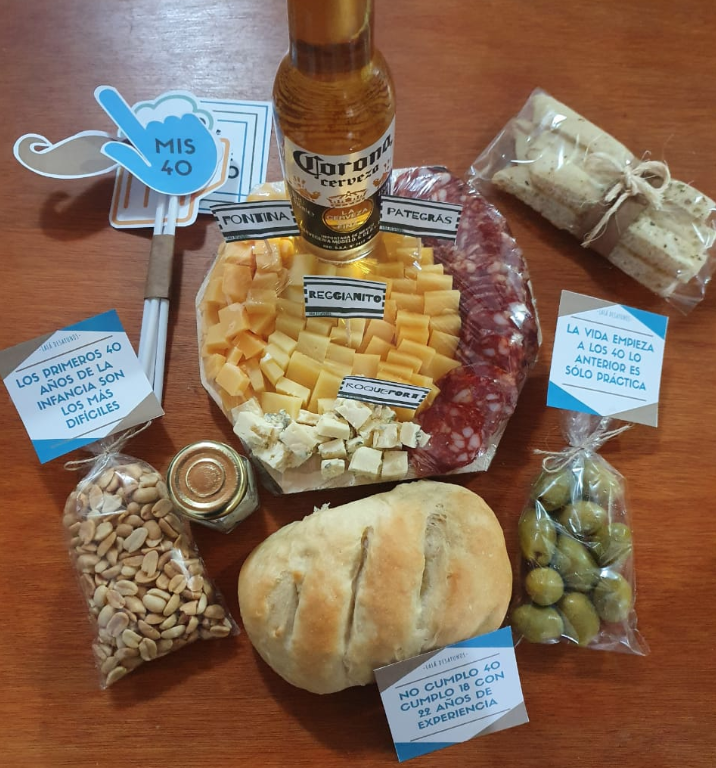 MIS
40
Corona
cerveza
FONTINA
PATEGRÁS
REGGIANITO
ROQUEFORT
LOS PRIMEROS 40
AÑOS DE LA
INFANCIA SON
LOS MÁS
DIFÍCILES
LA VIDA EMPIEZA
A LOS 40 LO
ANTERIOR ES
SÓLO PRÁCTICA
NO CUMPLO 40
CUMPLO 18 CON
22 AÑOS DE
EXPERIENCIA